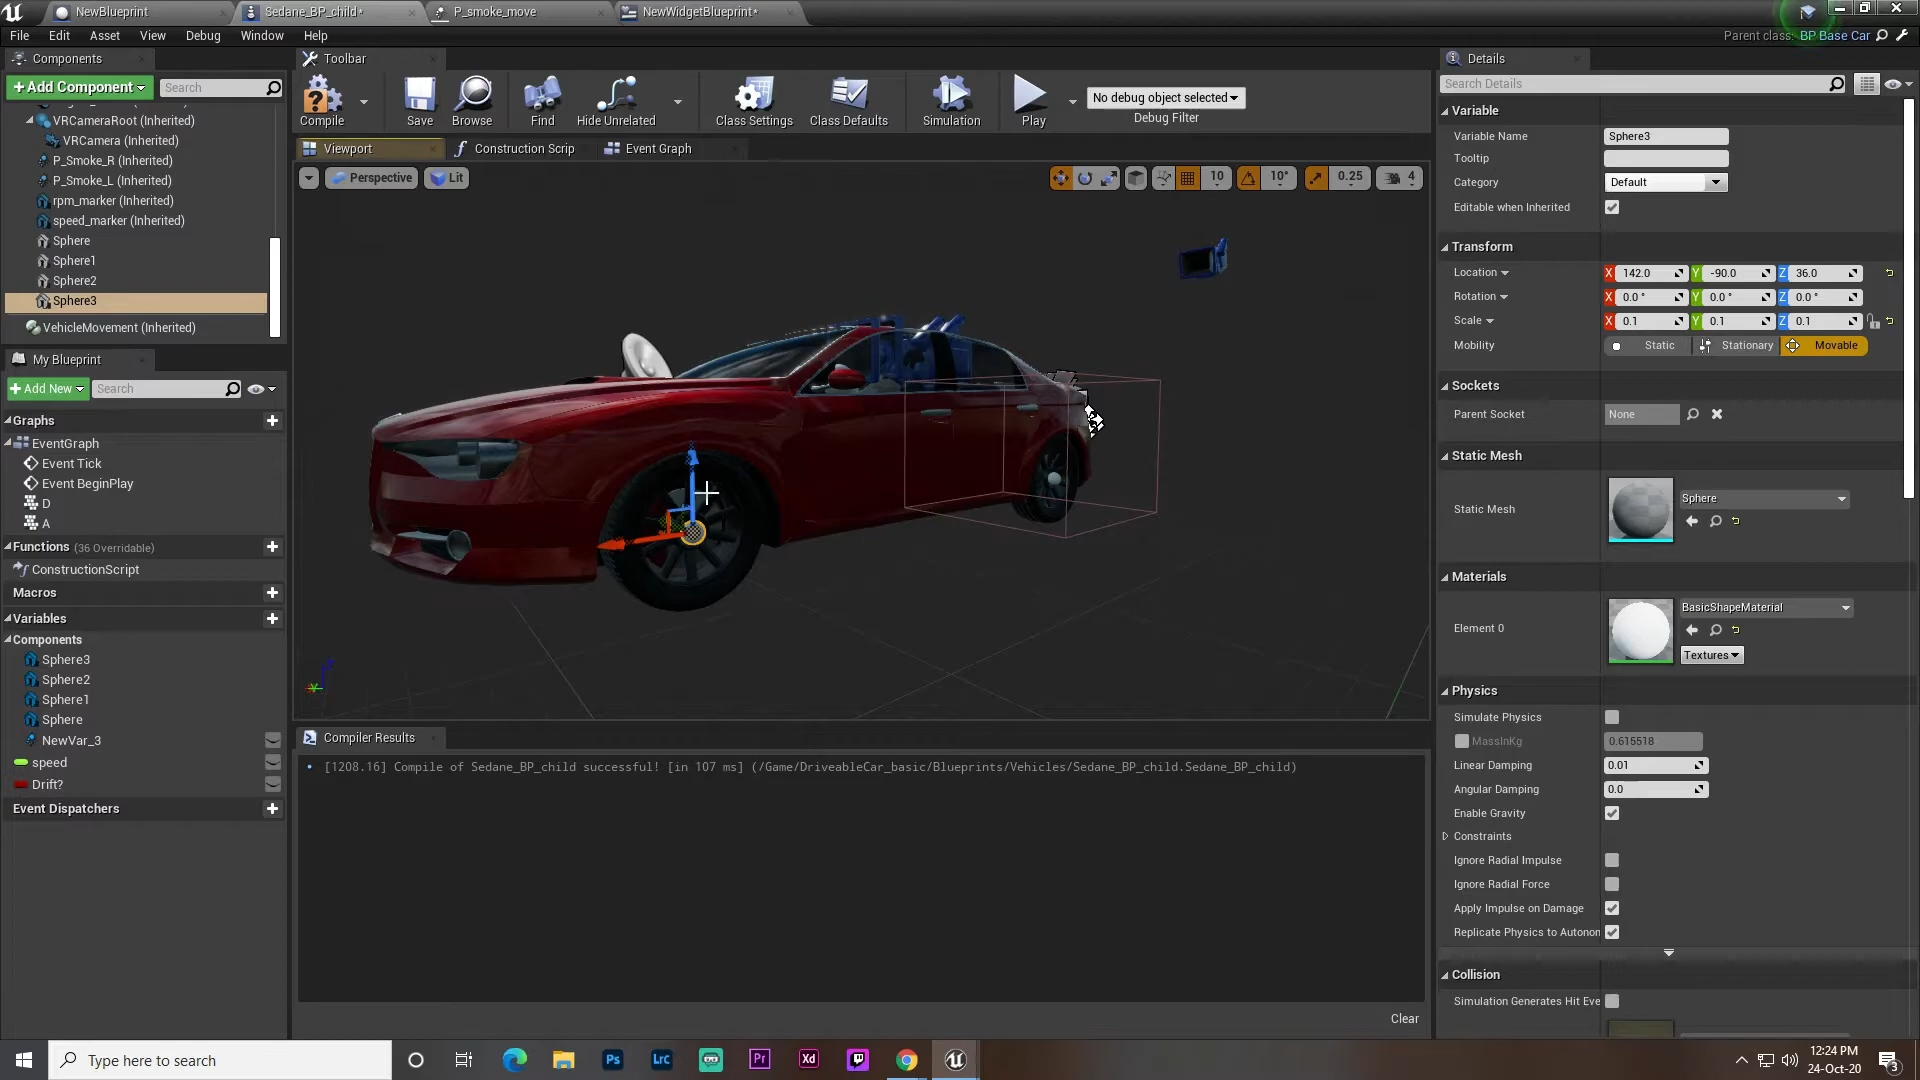 NewBlueprint
Sedane_BP_child*
P_smoke_move
NewWidgetBlueprint*
File Edit Asset View Debug Window Help
Parent class: BP Base Car
Components
+Add Component
Search
VRCameraRoot (Inherited)
VRCamera (Inherited)
P_Smoke_R (Inherited)
P_Smoke_L (Inherited)
rpm_marker (Inherited)
speed_marker (Inherited)
Sphere
Sphere1
Sphere2
Sphere3
VehicleMovement (Inherited)
My Blueprint
+Add New
Search
Graphs
EventGraph
Event Tick
Event BeginPlay
D
A
Functions (36 Overridable)
ConstructionScript
Macros
Variables
Components
Sphere3
Sphere2
Sphere1
Sphere
NewVar_3
speed
Drift?
Event Dispatchers
Toolbar
Compile
Save
Browse
Find
Hide Unrelated
Class Settings
Class Defaults
Simulation
Play
No debug object selected
Debug Filter
Viewport
Construction Scrip
Event Graph
Perspective
Lit
10
10°
0.25
4
Compiler Results
[1208.16] Compile of Sedane_BP_child successful! [in 107 ms] (/Game/DriveableCar_basic/Blueprints/Vehicles/Sedane_BP_child.Sedane_BP_child)
Clear
Details
Search Details
Variable
Variable Name Sphere3
Tooltip
Category Default
Editable when Inherited
Transform
Location X 142.0 Y -90.0 Z 36.0
Rotation X 0.0 ° Y 0.0 ° Z 0.0 °
Scale X 0.1 Y 0.1 Z 0.1
Mobility Static Stationary Movable
Sockets
Parent Socket None
Static Mesh
Static Mesh Sphere
Materials
Element 0 BasicShapeMaterial
Textures
Physics
Simulate Physics
MassInKg 0.615518
Linear Damping 0.01
Angular Damping 0.0
Enable Gravity
Constraints
Ignore Radial Impulse
Ignore Radial Force
Apply Impulse on Damage
Replicate Physics to Autonon
Collision
Simulation Generates Hit Eve
Type here to search
Ps
Lrc
Pr
Xd
12:24 PM
24-Oct-20
3